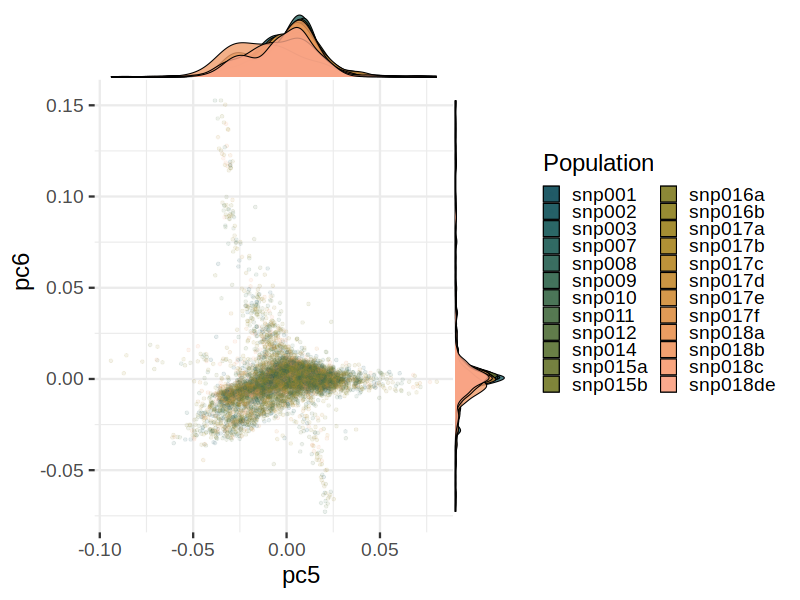 0.15
0.10
0.05
0.00
-0.05
pc6
-0.10
-0.05
0.00
0.05
pc5
Population
snp001
snp002
snp003
snp007
snp008
snp009
snp010
snp011
snp012
snp014
snp015a
snp015b
snp016a
snp016b
snp017a
snp017b
snp017c
snp017d
snp017e
snp017f
snp018a
snp018b
snp018c
snp018de